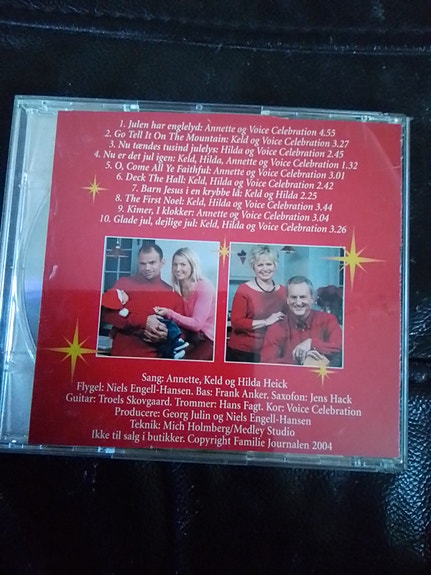 1. Julen har englelyd: Annette og Voice Celebration 4.55
2. Go Tell It On The Mountain: Keld og Voice Celebration 3.27
3. Nu tændes tusind julelys: Hilda og Voice Celebration 2.45
4. Nu er det jul igen: Keld, Hilda, Annette og Voice Celebration 1.32
5. O, Come All Ye Faithful: Annette og Voice Celebration 3.01
6. Deck The Hall: Keld, Hilda og Voice Celebration 2.42
7. Barn Jesus i en krybbe lå: Keld og Hilda 2.25
8. The First Noel: Keld, Hilda og Voice Celebration 3.44
9. Kimer, I klokker: Annette og Voice Celebration 3.04
10. Glade jul, dejlige jul: Keld, Hilda og Voice Celebration 3.26
Sang: Annette, Keld og Hilda Heick
Flygel: Niels Engell-Hansen. Bas: Frank Anker. Saxofon: Jens Hack
Guitar: Troels Skovgaard. Trommer: Hans Fagt. Kor: Voice Celebration
Producere: Georg Julin og Niels Engell-Hansen
Teknik: Mich Holmberg/Medley Studio
Ikke til salg i butikker. Copyright Familie Journalen 2004